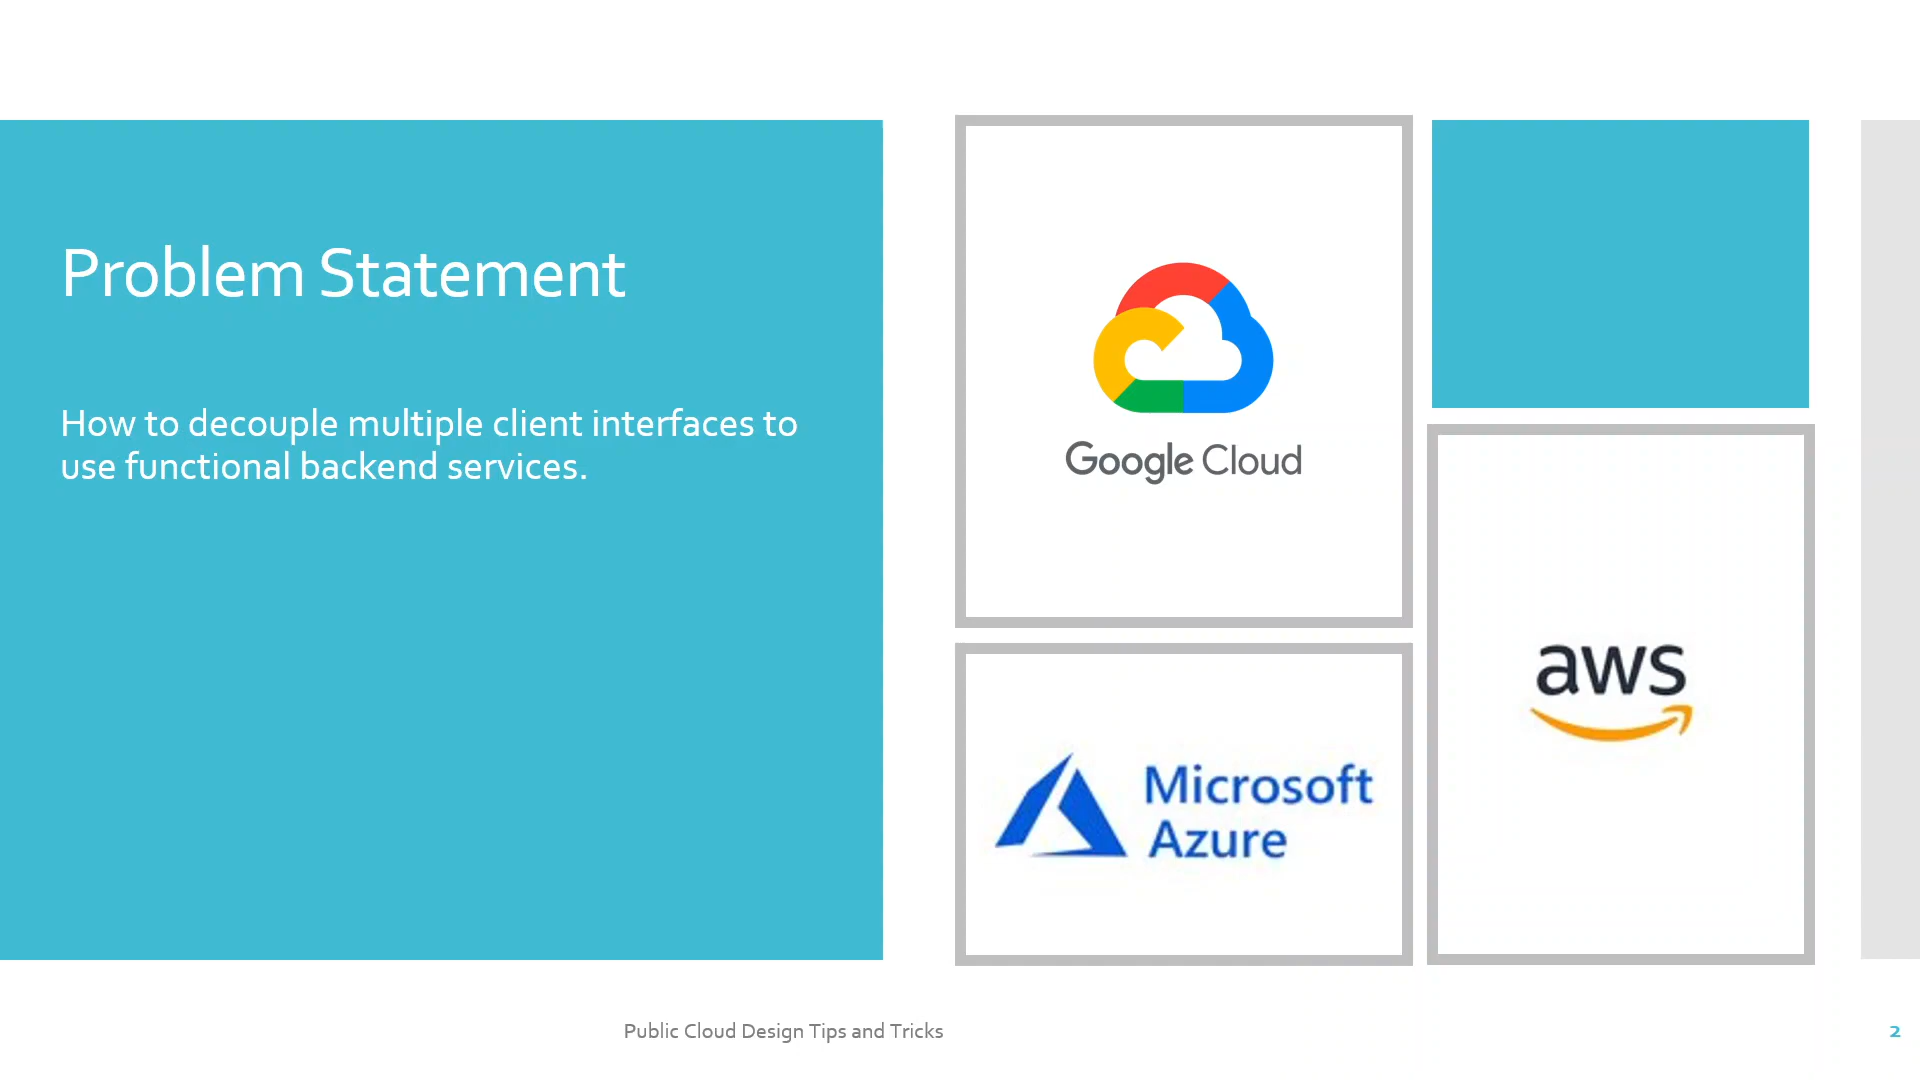 Problem Statement
How to decouple multiple client interfaces to
use functional backend services.
Google Cloud
aws
Microsoft
Azure
Public Cloud Design Tips and Tricks
2